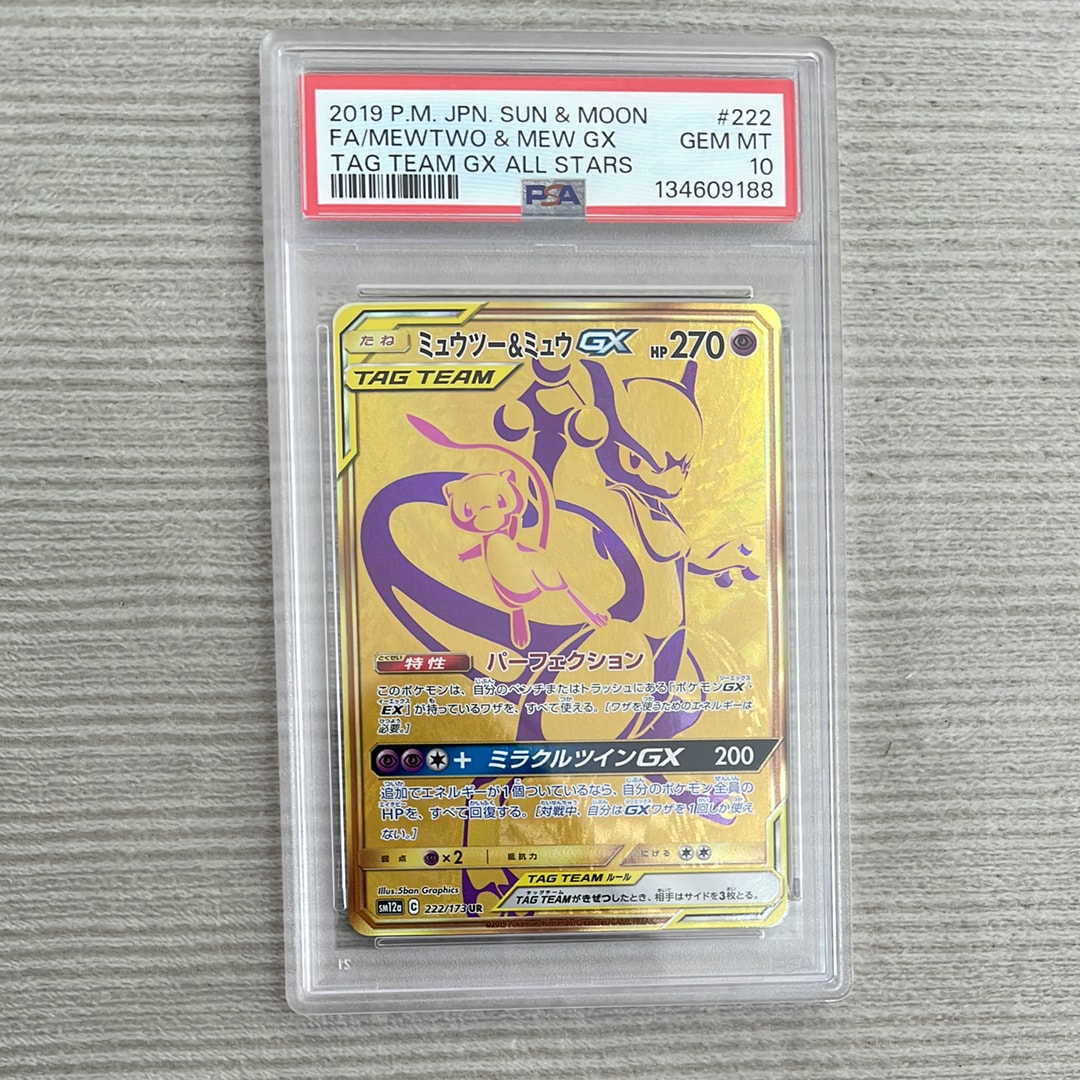 2019 P.M. JPN. SUN & MOON #222
FA/MEWTWO & MEW GX GEM MT
TAG TEAM GX ALL STARS 10
PSA 134609188
たね ミュウツー&ミュウGX HP270
TAG TEAM
とくせい
特性 パーフェクション
このポケモンは、自分のベンチまたはトラッシュにある「ポケモンGX・
EX」が持っているワザを、すべて使える。[ワザを使うためのエネルギーは
必要。]
+ ミラクルツインGX 200
追加でエネルギーが1個ついているなら、自分のポケモン全員の
HPを、すべて回復する。[対戦中、自分はGXワザを1回しか使え
ない。]
弱点 ×2 抵抗力 にげる
Illus. 5ban Graphics
TAG TEAM ルール
TAG TEAMがきぜつしたとき、相手はサイドを3枚とる。
sm12a C 222/173 UR